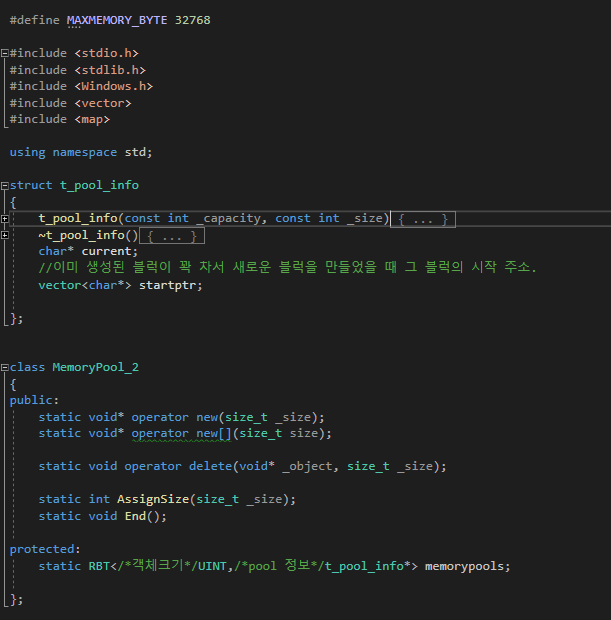 #define MAXMEMORY_BYTE 32768
#include <stdio.h>
#include <stdlib.h>
#include <Windows.h>
#include <vector>
#include <map>
using namespace std;
struct t_pool_info
{
t_pool_info(const int _capacity, const int _size){ ... }
~t_pool_info(){ ... }
char* current;
//이미 생성된 블럭이 꽉 차서 새로운 블럭을 만들었을 때 그 블럭의 시작 주소.
vector<char*> startptr;
};
class MemoryPool_2
{
public:
static void* operator new(size_t _size);
static void* operator new[](size_t size);
static void operator delete(void* _object, size_t _size);
static int AssignSize(size_t _size);
static void End();
protected:
static RBT</*객체크기*/UINT,/*pool 정보*/t_pool_info*> memorypools;
};